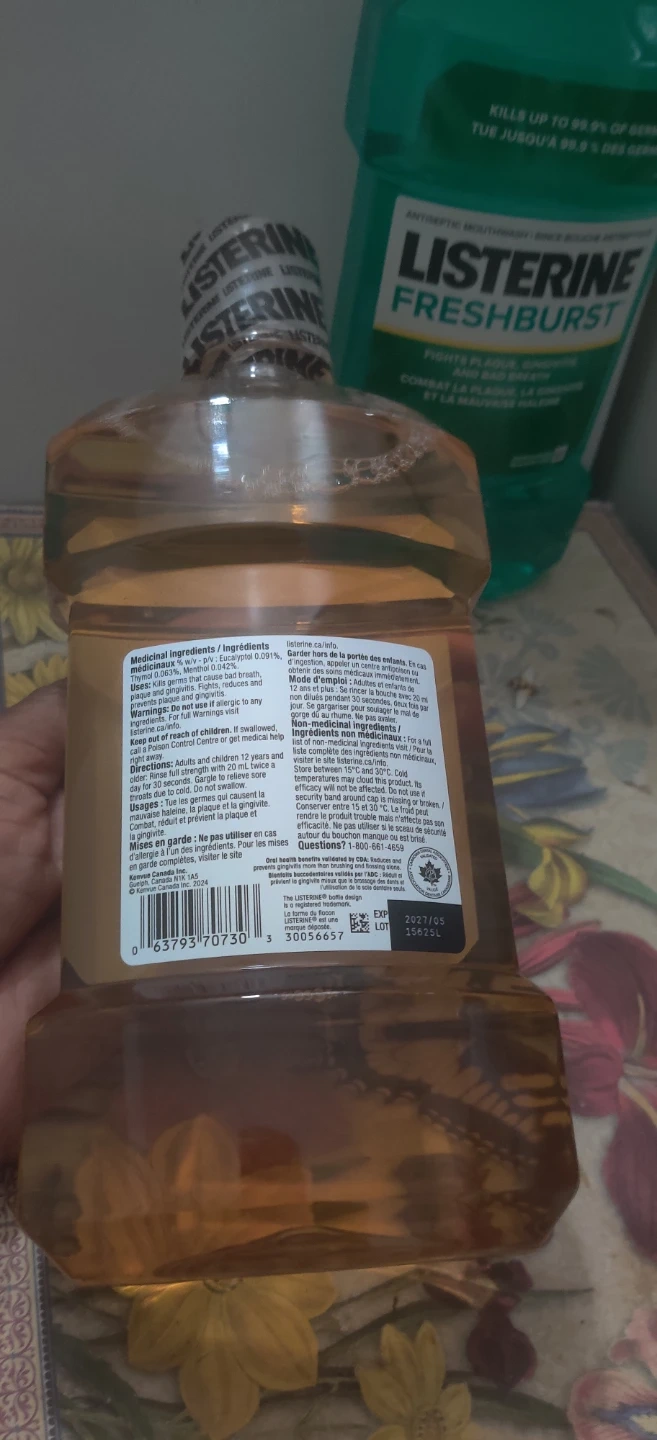 KILLS UP TO 99.9% OF GERM
TUE JUSQU'À 99.9 % DES GERM
ANTISEPTIC MOUTHWASH
LISTERINE
FRESHBURST
FIGHTS PLAQUE, GINGIVITIS
AND BAD BREATH
COMBAT LA PLAQUE, LA GINGIVITE
ET LA MAUVAISE HALEINE
LISTERINE
LISTERINE
LISTERINE
LISTERINE
Medicinal ingredients / Ingrédients
médicinaux % w/v - p/v : Eucalyptol 0.091%,
Thymol 0.063%, Menthol 0.042%.
Uses: Kills germs that cause bad breath,
plaque and gingivitis. Fights, reduces and
prevents plaque and gingivitis.
Warnings: Do not use if allergic to any
ingredients. For full Warnings visit
listerine.ca/info.
Keep out of reach of children. If swallowed,
call a Poison Control Centre or get medical help
right away.
Directions: Adults and children 12 years and
older: Rinse full strength with 20 mL twice a
day for 30 seconds. Gargle to relieve sore
throats due to cold. Do not swallow.
Usages : Tue les germes qui causent la
mauvaise haleine, la plaque et la gingivite.
Combat, réduit et prévient la plaque et
la gingivite.
Mises en garde : Ne pas utiliser en cas
d'allergie à l'un des ingrédients. Pour les mises
en garde complètes, visiter le site
listerine.ca/info.
Garder hors de la portée des enfants. En cas
d'ingestion, appeler un centre antipoison ou
obtenir des soins médicaux immédiatement.
Mode d'emploi : Adultes et enfants de
12 ans et plus : Se rincer la bouche avec 20 ml
non dilués pendant 30 secondes, deux fois par
jour. Se gargariser pour soulager le mal de
gorge dû au rhume. Ne pas avaler.
Non-medicinal ingredients /
Ingrédients non médicinaux : For a full
list of non-medicinal ingredients visit / Pour la
liste complète des ingrédients non médicinaux,
visiter le site listerine.ca/info.
Store between 15°C and 30°C. Cold
temperatures may cloud this product. Its
efficacy will not be affected. Do not use if
security band around cap is missing or broken. /
Conserver entre 15 et 30 °C. Le froid peut
rendre le produit trouble mais n'affecte pas son
efficacité. Ne pas utiliser si le sceau de sécurité
autour du bouchon manque ou est brisé.
Questions? 1-800-661-4659
Kenvue Canada Inc.
Guelph, Canada N1K 1A5
© Kenvue Canada Inc. 2024
Oral health benefits validated by CDA: Reduces and
prevents gingivitis more than brushing and flossing alone.
Bienfaits buccodentaires validés par l'ADC : Réduit et
prévient la gingivite mieux que le brossage des dents et
l'utilisation de la soie dentaire seuls.
The LISTERINE® bottle design
is a registered trademark.
La forme du flacon
LISTERINE® est une
marque déposée.
30056657
0 63793 70730 3
EXP 2027/05
LOT 15625L